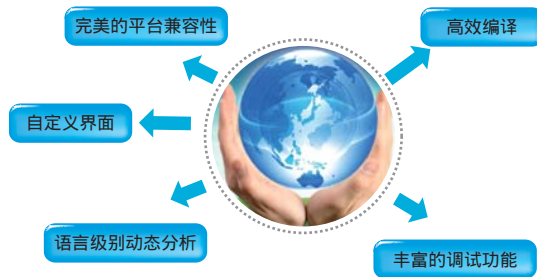 完美的平台兼容性
高效编译
自定义界面
语言级别动态分析
丰富的调试功能